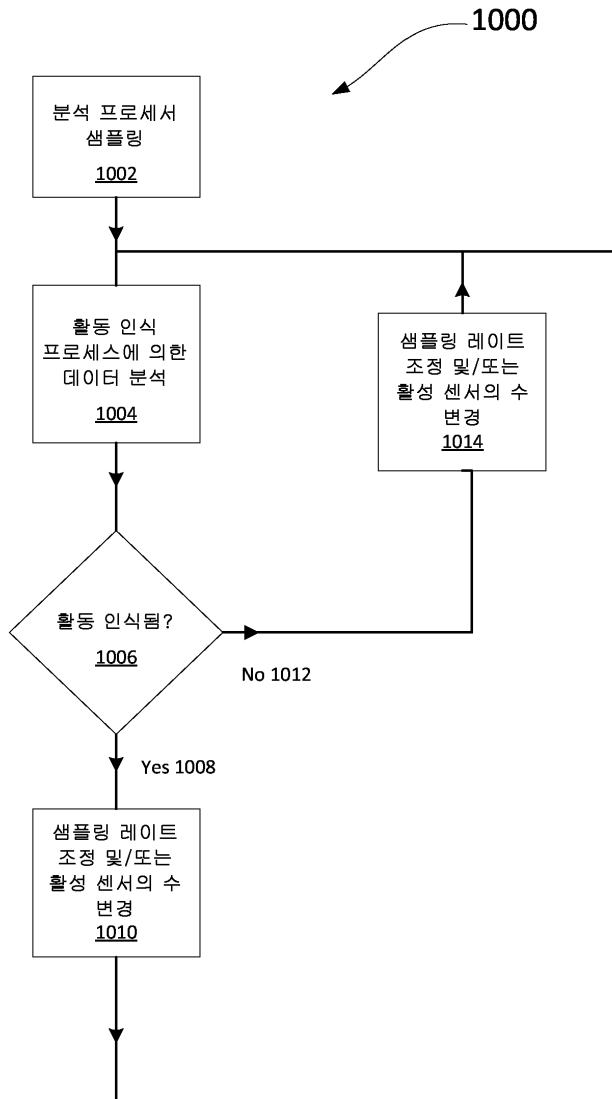 1000
분석 프로세서
샘플링
1002
활동 인식
프로세스에 의한
데이터 분석
1004
샘플링 레이트
조정 및/또는
활성 센서의 수
변경
1014
활동 인식됨?
1006
No 1012
Yes 1008
샘플링 레이트
조정 및/또는
활성 센서의 수
변경
1010